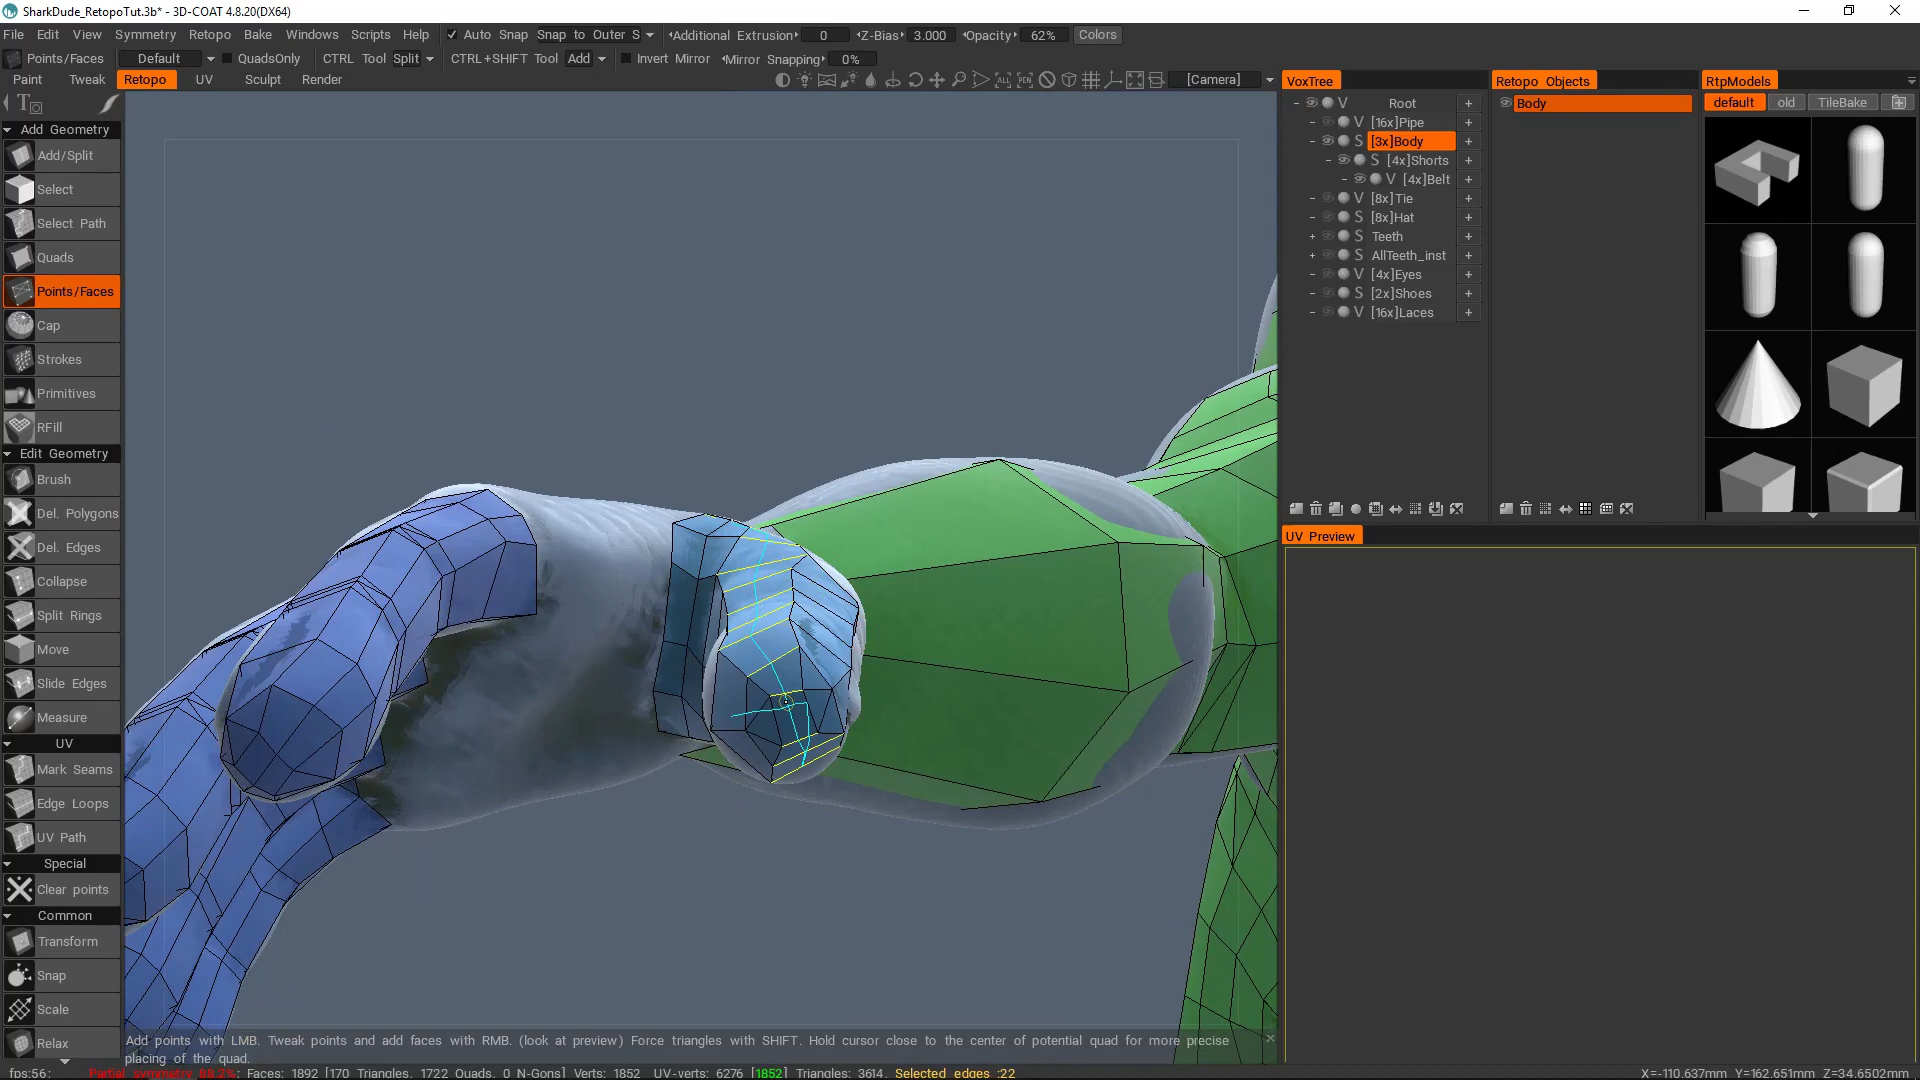 SharkDude_RetopoTut.3b* - 3D-COAT 4.8.20(DX64)
File Edit View Symmetry Retopo Bake Windows Scripts Help Auto Snap Snap to Outer S Additional Extrusion 0 Z-Bias 3.000 Opacity 62% Colors
Points/Faces Default QuadsOnly CTRL Tool Split CTRL+SHIFT Tool Add Invert Mirror Mirror Snapping 0%
Paint Tweak Retopo UV Sculpt Render [Camera]
Add Geometry
Add/Split
Select
Select Path
Quads
Points/Faces
Cap
Strokes
Primitives
RFill
Edit Geometry
Brush
Del. Polygons
Del. Edges
Collapse
Split Rings
Move
Slide Edges
Measure
UV
Mark Seams
Edge Loops
UV Path
Special
Clear points
Common
Transform
Snap
Scale
Relax
VoxTree
V Root +
V [16x]Pipe +
S [3x]Body +
S [4x]Shorts +
V [4x]Belt +
V [8x]Tie +
S [8x]Hat +
S Teeth +
S AllTeeth_inst +
V [4x]Eyes +
S [2x]Shoes +
V [16x]Laces +
Retopo Objects
Body
RtpModels
default old TileBake
UV Preview
Add points with LMB. Tweak points and add faces with RMB. (look at preview) Force triangles with SHIFT. Hold cursor close to the center of potential quad for more precise
placing of the quad.
fps:56: Partial symmetry 88.2%: Faces: 1892 [170 Triangles, 1722 Quads, 0 N-Gons] Verts: 1852 UV-verts: 6276 [1852] Triangles: 3614, Selected edges :22 X=-110.637mm Y=162.651mm Z=34.6502mm